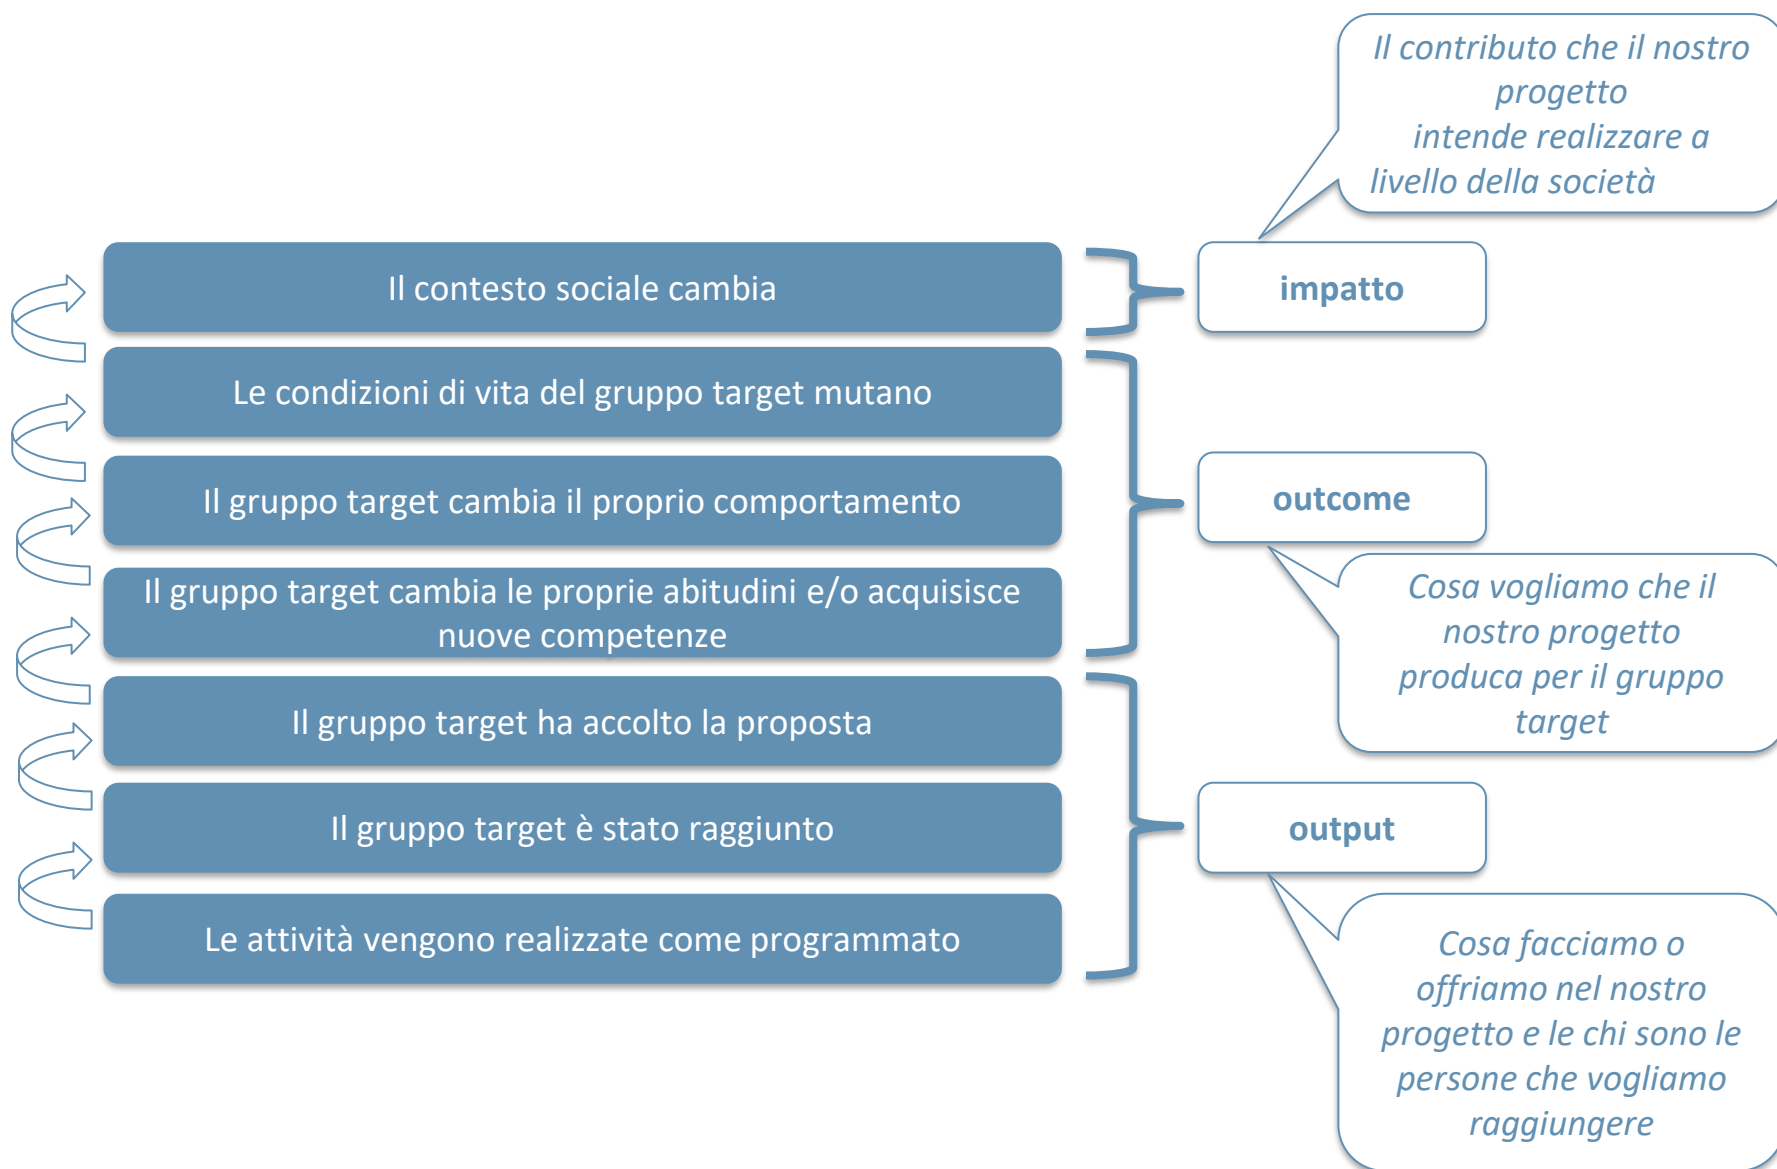 Il contributo che il nostro
progetto
intende realizzare a
livello della società
Il contesto sociale cambia
impatto
Le condizioni di vita del gruppo target mutano
Il gruppo target cambia il proprio comportamento
outcome
Il gruppo target cambia le proprie abitudini e/o acquisisce
nuove competenze
Cosa vogliamo che il
nostro progetto
produca per il gruppo
target
Il gruppo target ha accolto la proposta
Il gruppo target è stato raggiunto
output
Le attività vengono realizzate come programmato
Cosa facciamo o
offriamo nel nostro
progetto e le chi sono le
persone che vogliamo
raggiungere